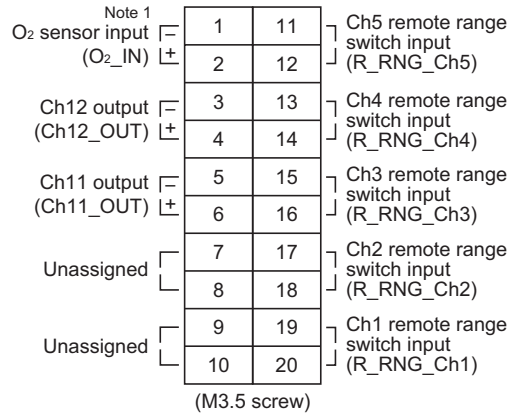 Note 1
O₂ sensor input − 1 11 Ch5 remote range
switch input
(O₂_IN) + 2 12 (R_RNG_Ch5)
Ch12 output − 3 13 Ch4 remote range
switch input
(Ch12_OUT) + 4 14 (R_RNG_Ch4)
Ch11 output − 5 15 Ch3 remote range
switch input
(Ch11_OUT) + 6 16 (R_RNG_Ch3)
7 17 Ch2 remote range
Unassigned switch input
8 18 (R_RNG_Ch2)
9 19 Ch1 remote range
Unassigned switch input
10 20 (R_RNG_Ch1)
(M3.5 screw)